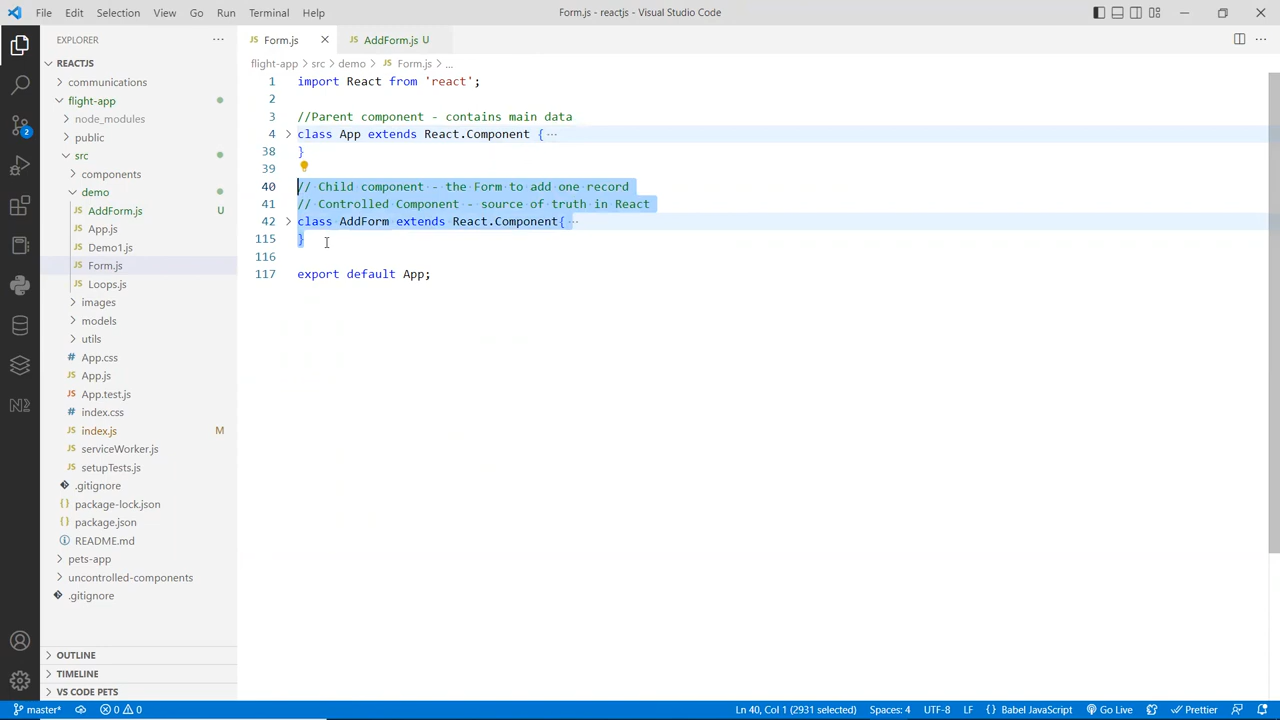 File Edit Selection View Go Run Terminal Help
Form.js - reactjs - Visual Studio Code
EXPLORER
REACTJS
communications
flight-app
node_modules
public
src
components
demo
AddForm.js U
App.js
Demo1.js
Form.js
Loops.js
images
models
utils
App.css
App.js
App.test.js
index.css
index.js M
serviceWorker.js
setupTests.js
.gitignore
package-lock.json
package.json
README.md
pets-app
uncontrolled-components
.gitignore
OUTLINE
TIMELINE
VS CODE PETS
2
JS Form.js
JS AddForm.js U
flight-app > src > demo > JS Form.js > ...
1 import React from 'react';
2
3 //Parent component - contains main data
4 class App extends React.Component { ···
38 }
39
40 // Child component - the Form to add one record
41 // Controlled Component - source of truth in React
42 class AddForm extends React.Component{ ···
115 }
116
117 export default App;
master* 0 0 Ln 40, Col 1 (2931 selected) Spaces: 4 UTF-8 LF {} Babel JavaScript Go Live Prettier